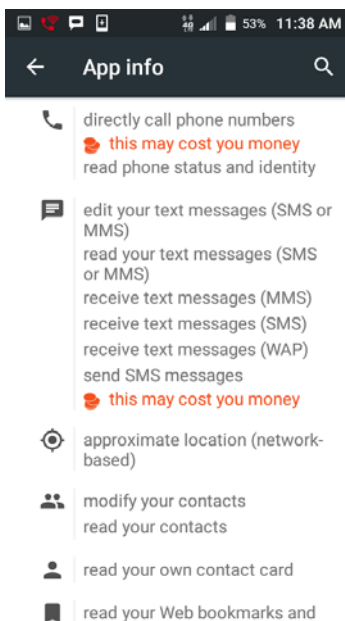 53% 11:38 AM
App info
directly call phone numbers
this may cost you money
read phone status and identity
edit your text messages (SMS or
MMS)
read your text messages (SMS
or MMS)
receive text messages (MMS)
receive text messages (SMS)
receive text messages (WAP)
send SMS messages
this may cost you money
approximate location (network-
based)
modify your contacts
read your contacts
read your own contact card
read your Web bookmarks and